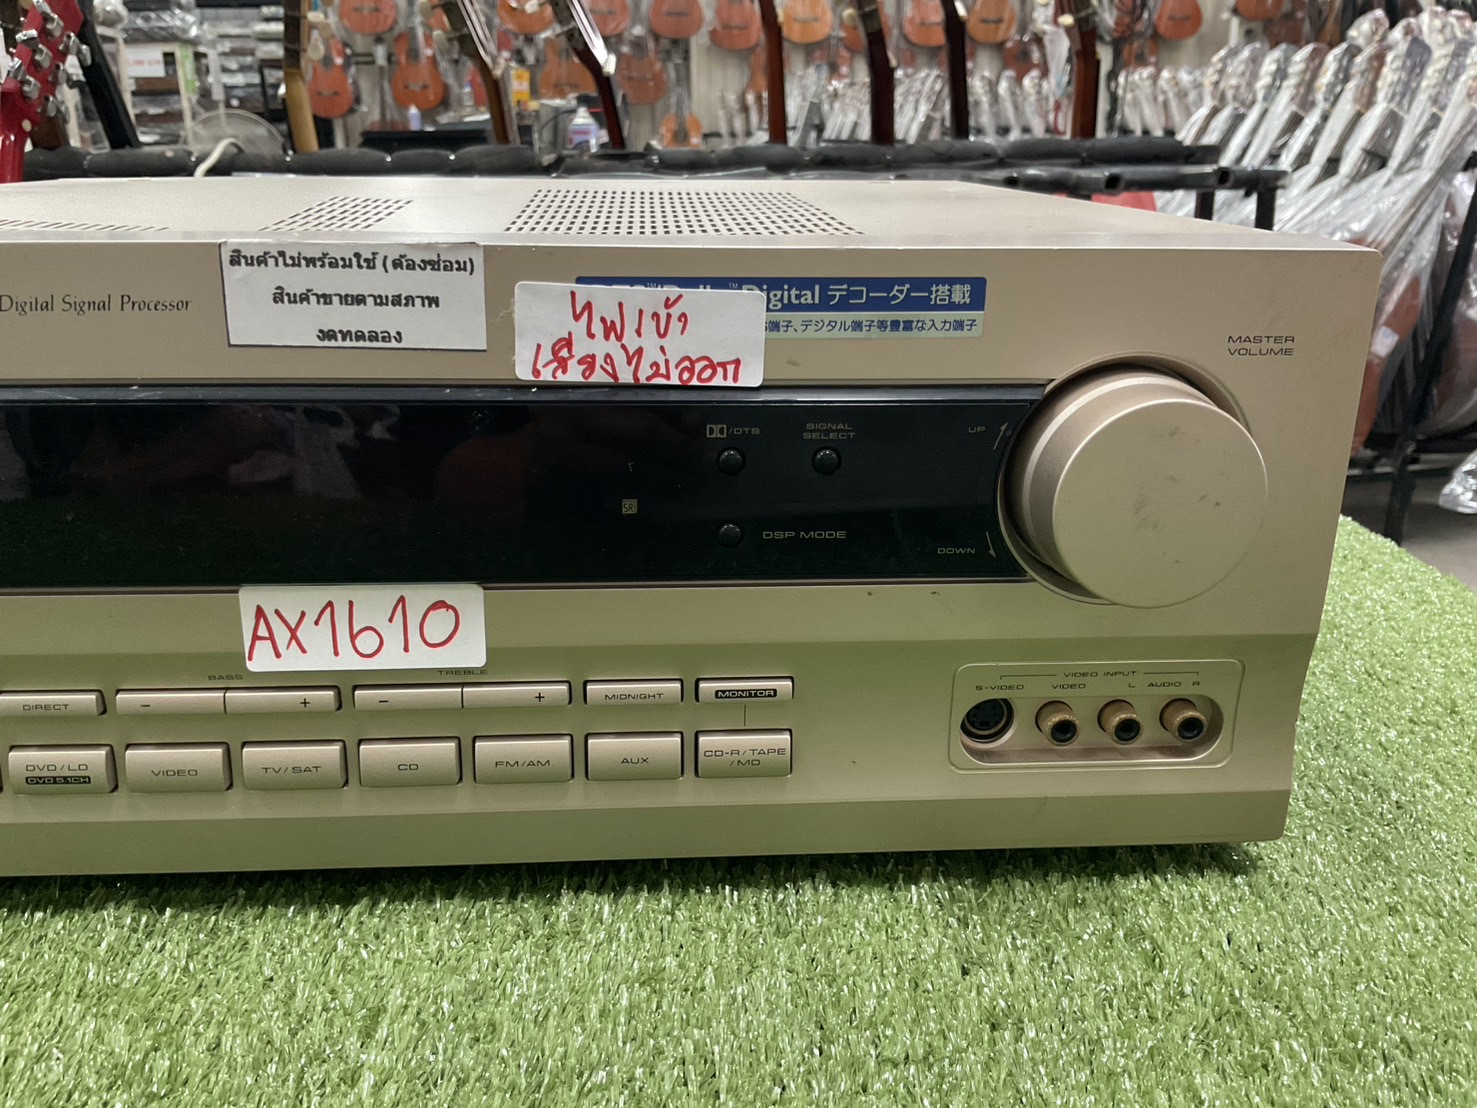 Digital Signal Processor
สินค้าไม่พร้อมใช้ (ต้องซ่อม)
สินค้าขายตามสภาพ
งดทดลอง
ไฟเข้า
เสียงไม่ออก
Digital デコーダー搭載
端子、デジタル端子等豊富な入力端子
MASTER
VOLUME
/DTS
SIGNAL
SELECT
UP
SRS
DSP MODE
DOWN
AX1610
BASS
TREBLE
DIRECT
−
+
−
+
MIDNIGHT
MONITOR
DVD/LD
DVD 5.1CH
VIDEO
TV/SAT
CD
FM/AM
AUX
CD-R/TAPE
/MD
VIDEO INPUT
S-VIDEO
VIDEO
L
AUDIO
R